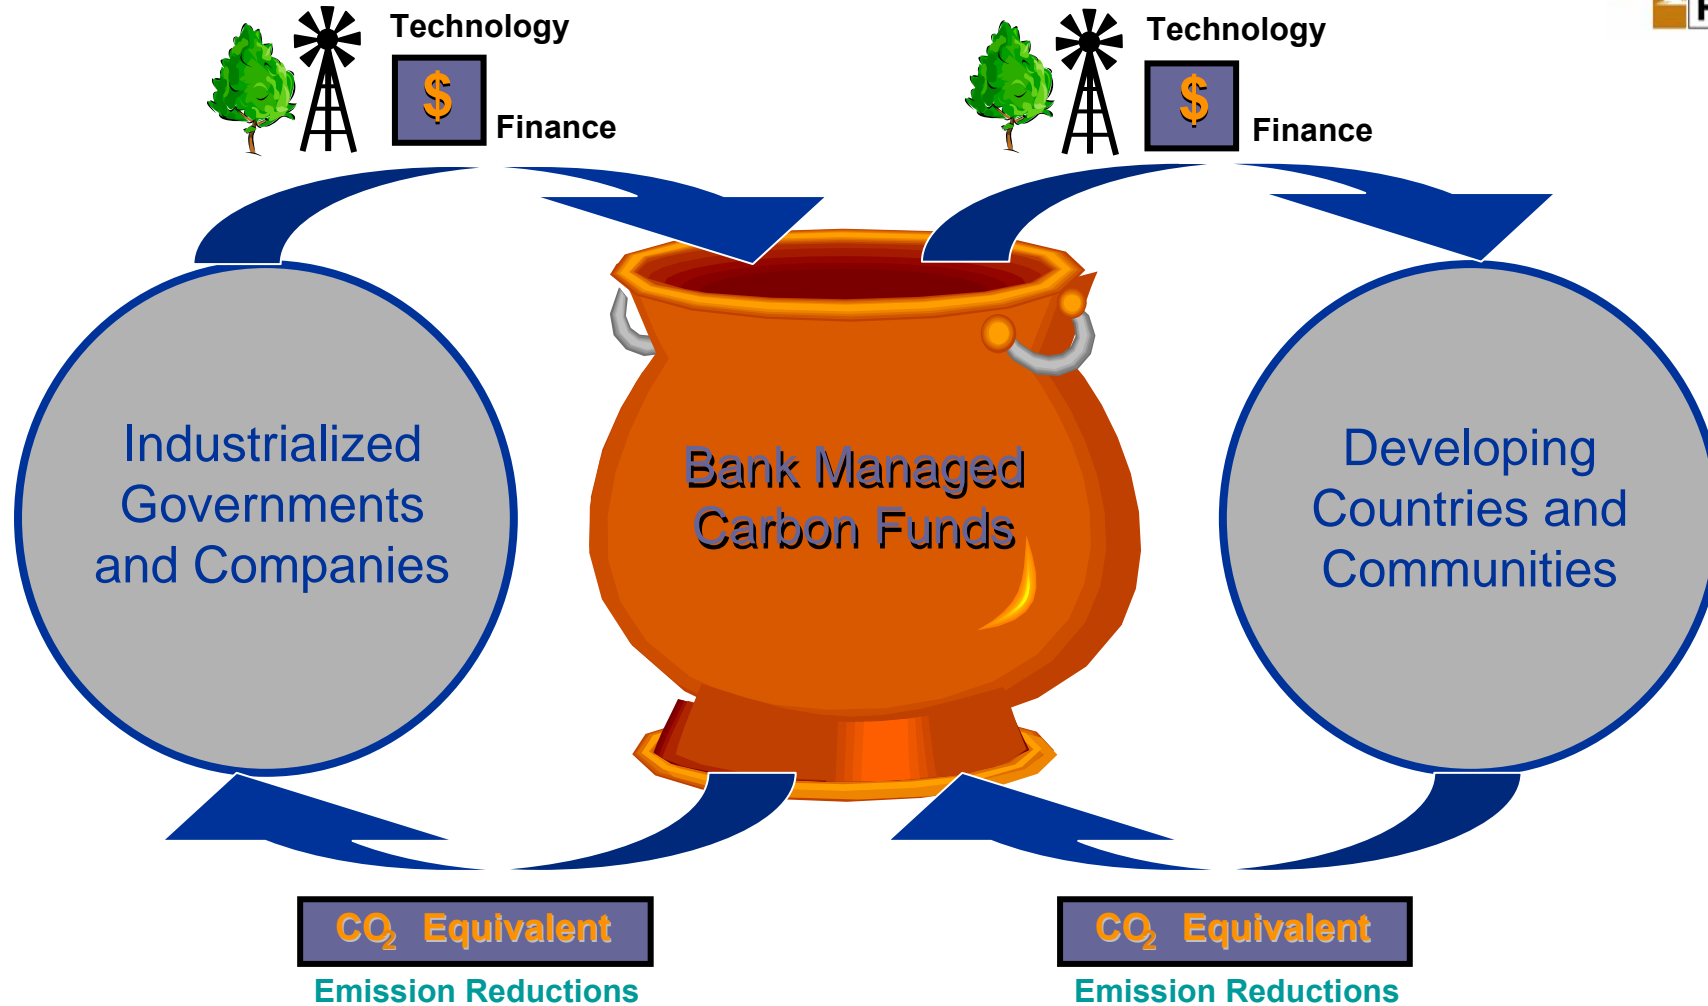 Technology
$
Finance
Technology
$
Finance
Industrialized
Governments
and Companies
Bank Managed
Carbon Funds
Developing
Countries and
Communities
CO2 Equivalent
Emission Reductions
CO2 Equivalent
Emission Reductions